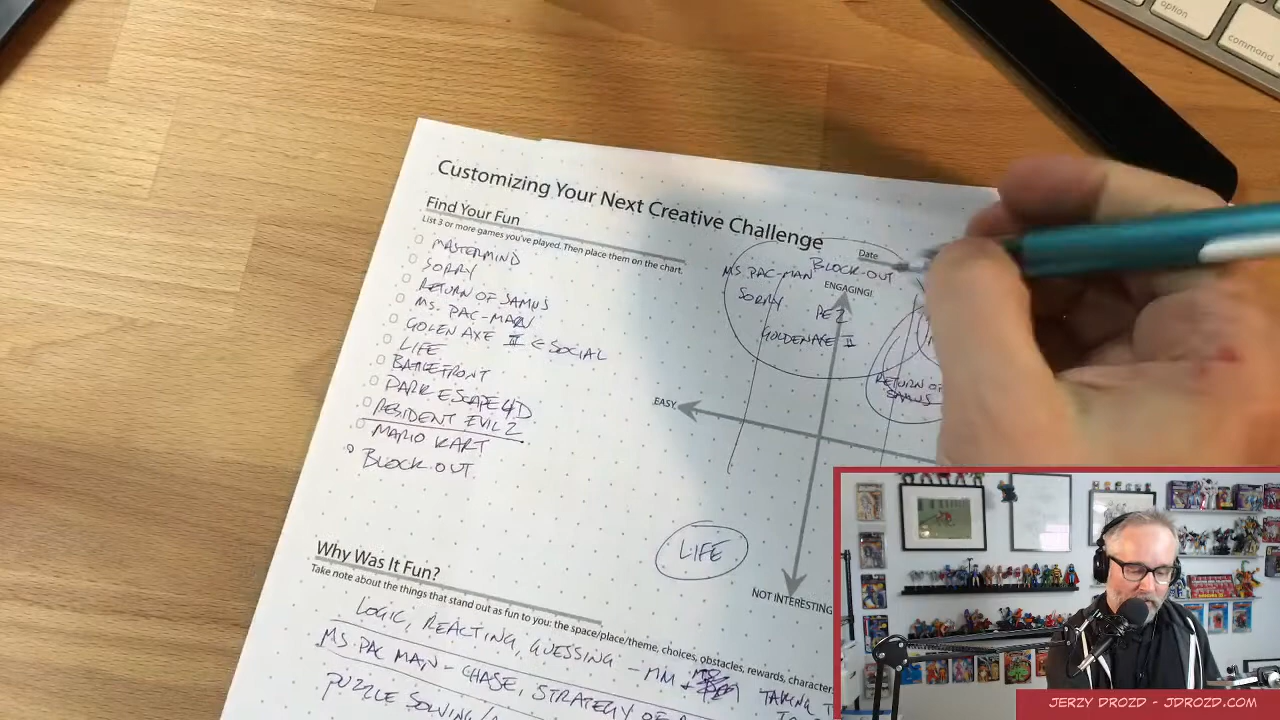 option
command
Customizing Your Next Creative Challenge
Find Your Fun
List 3 or more games you've played. Then place them on the chart.
MASTERMIND
SORRY
RETURN OF SAMUS
MS. PAC-MAN
GOLEN AXE II < SOCIAL
LIFE
BATTLEFRONT
DARK ESCAPE 4D
RESIDENT EVIL 2
MARIO KART
BLOCK-OUT
Date
MS PAC-MAN BLOCK-OUT
ENGAGING!
SORRY
RE2
GOLDENAXE II
RETURN OF
SAMUS
EASY
LIFE
NOT INTERESTING
Why Was It Fun?
Take note about the things that stand out as fun to you: the space/place/theme, choices, obstacles, rewards, character
LOGIC, REACTING, GUESSING - MM +
TAKING
MS. PAC MAN - CHASE, STRATEGY OF
PUZZLE SOLVING/
JERZY DROZD - JDROZD.COM